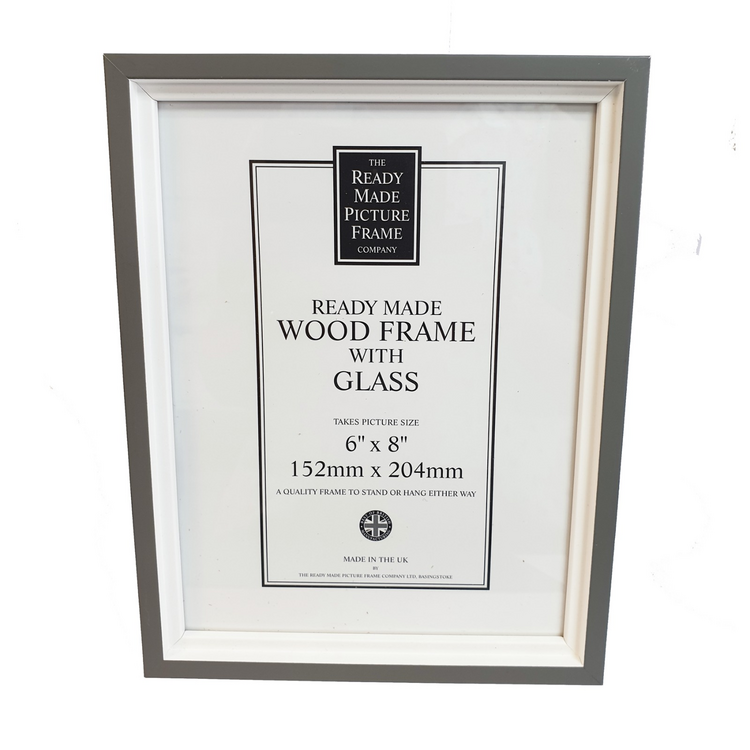 THE
READY
MADE
PICTURE
FRAME
COMPANY
READY MADE
WOOD FRAME
WITH
GLASS
TAKES PICTURE SIZE
6" x 8"
152mm x 204mm
A QUALITY FRAME TO STAND OR HANG EITHER WAY
MADE IN THE UK
BY
THE READY MADE PICTURE FRAME COMPANY LTD, BASINGSTOKE